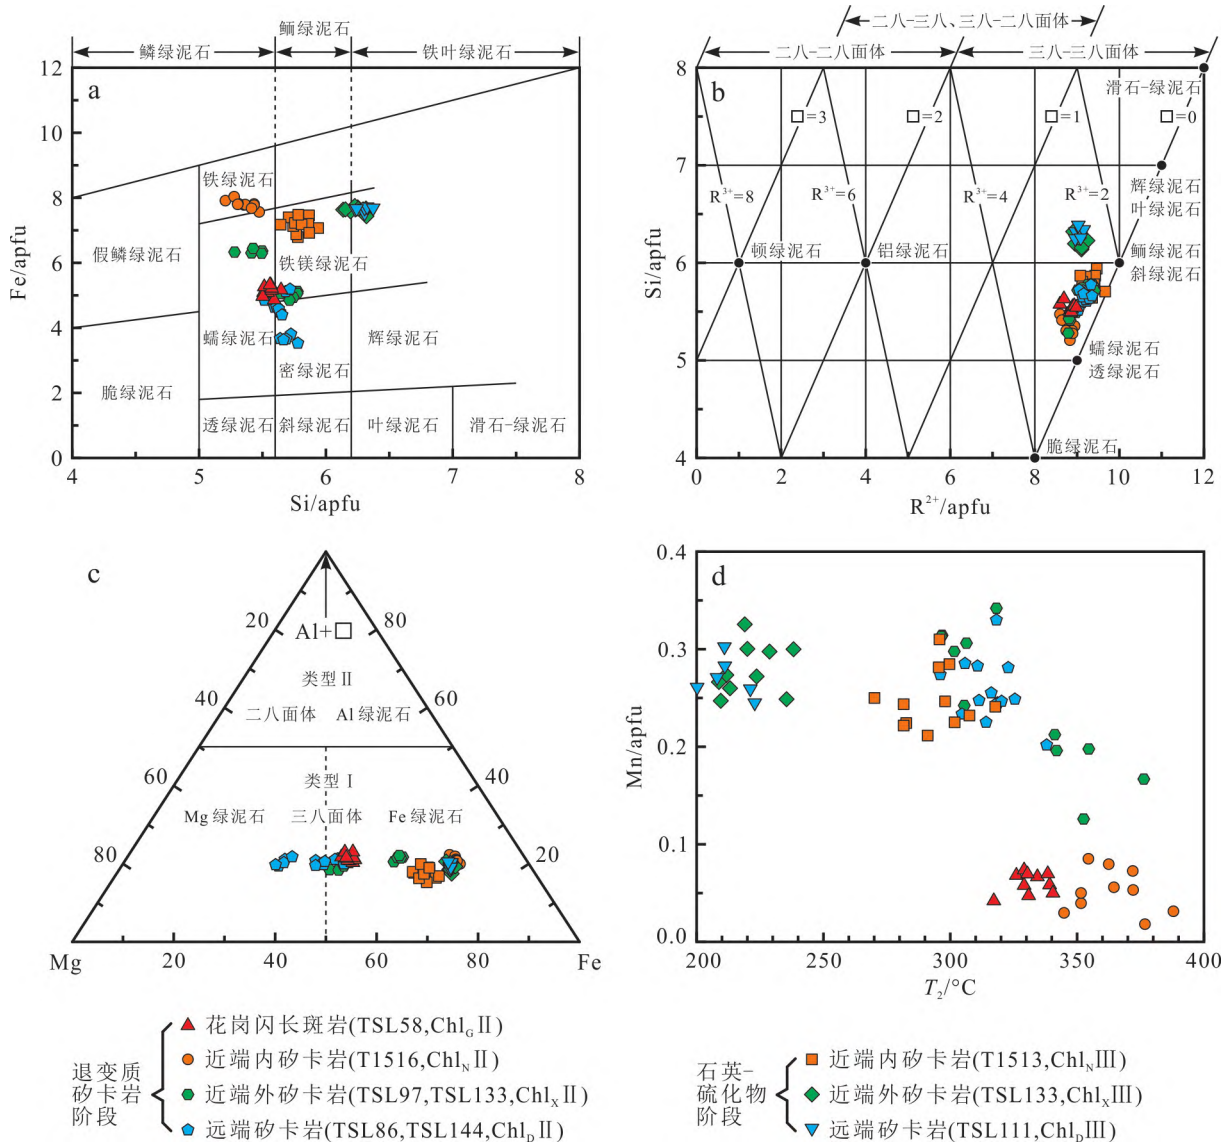 鲕绿泥石
鳞绿泥石
铁叶绿泥石
a
12
10
8
6
4
2
0
Fe/apfu
铁绿泥石
假鳞绿泥石
铁镁绿泥石
蠕绿泥石
辉绿泥石
密绿泥石
脆绿泥石
透绿泥石
斜绿泥石
叶绿泥石
滑石–绿泥石
4
5
6
7
8
Si/apfu
二八–三八、三八–二八面体
二八–二八面体
三八–三八面体
b
8
7
6
5
4
Si/apfu
滑石–绿泥石
□=3
□=2
□=1
□=0
R³⁺=8
R³⁺=6
R³⁺=4
R³⁺=2
辉绿泥石
叶绿泥石
顿绿泥石
铝绿泥石
鲕绿泥石
斜绿泥石
蠕绿泥石
透绿泥石
脆绿泥石
0
2
4
6
8
10
12
R²⁺/apfu
c
20
80
Al+□
类型 II
40
60
二八面体
Al 绿泥石
60
40
类型 I
Mg 绿泥石
三八面体
Fe 绿泥石
80
20
Mg
20
40
60
80
Fe
d
0.4
0.3
0.2
0.1
0.0
Mn/apfu
200
250
300
350
400
T₂/°C
退变质
矽卡岩
阶段
花岗闪长斑岩(TSL58,Chl_G II)
近端内矽卡岩(T1516,Chl_N II)
近端外矽卡岩(TSL97,TSL133,Chl_X II)
远端矽卡岩(TSL86,TSL144,Chl_D II)
石英–
硫化物
阶段
近端内矽卡岩(T1513,Chl_N III)
近端外矽卡岩(TSL133,Chl_X III)
远端矽卡岩(TSL111,Chl_D III)